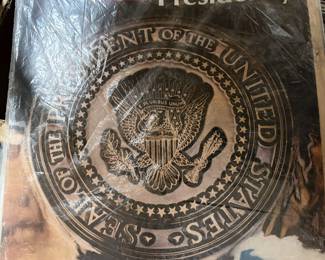 Presidency
SEAL OF THE PRESIDENT OF THE UNITED STATES
E PLURIBUS UNUM